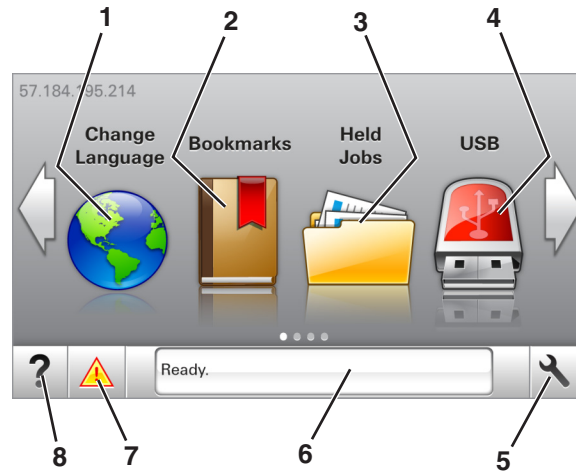 1 2 3 4
57.184.195.214
Change
Language
Bookmarks
Held
Jobs
USB
?
Ready.
8 7 6 5